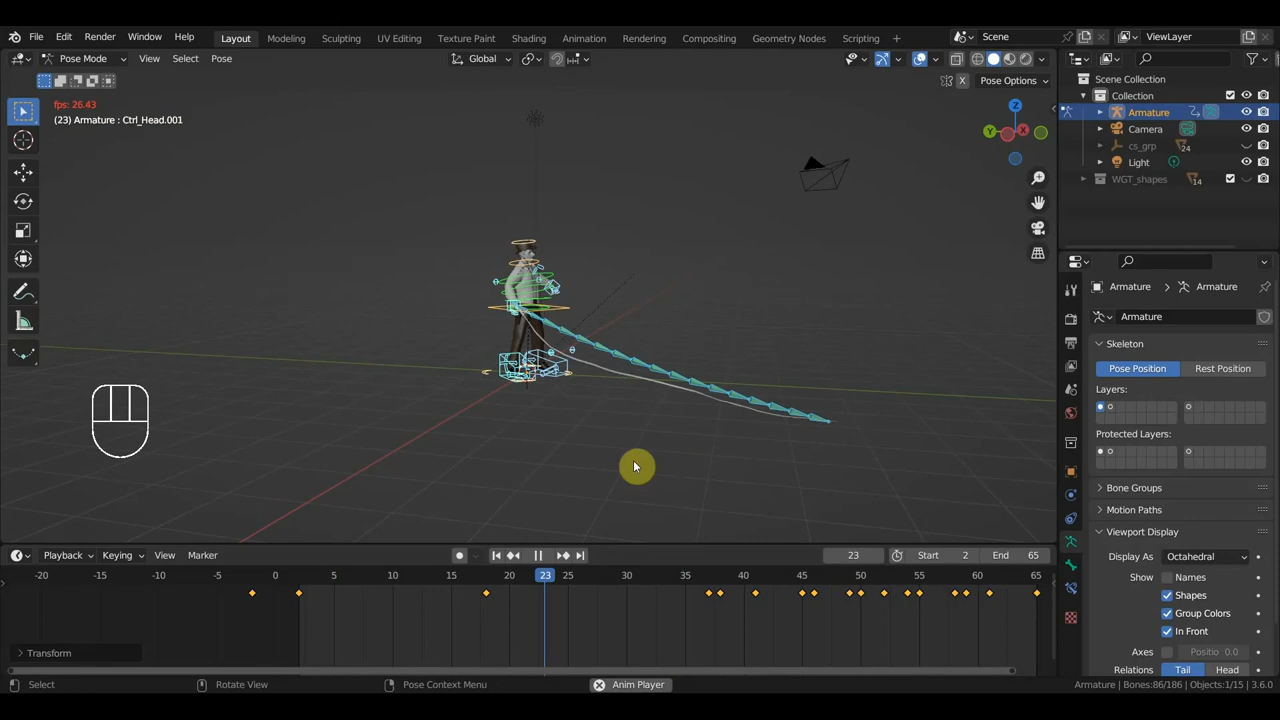 File Edit Render Window Help Layout Modeling Sculpting UV Editing Texture Paint Shading Animation Rendering Compositing Geometry Nodes Scripting + Scene ViewLayer
Pose Mode View Select Pose Global
X Pose Options
Scene Collection
Collection
Armature
Camera
cs_grp 24
Light
WGT_shapes 14
fps: 26.43
(23) Armature : Ctrl_Head.001
Z
Y X
Armature > Armature
Armature
Skeleton
Pose Position Rest Position
Layers:
Protected Layers:
Bone Groups
Motion Paths
Viewport Display
Display As Octahedral
Show Names
Shapes
Group Colors
In Front
Axes Positio 0.0
Relations Tail Head
Playback Keying View Marker 23 Start 2 End 65
-20 -15 -10 -5 0 5 10 15 20 23 25 30 35 40 45 50 55 60 65
Transform
Select Rotate View Pose Context Menu Anim Player Armature | Bones:86/186 | Objects:1/15 | 3.6.0